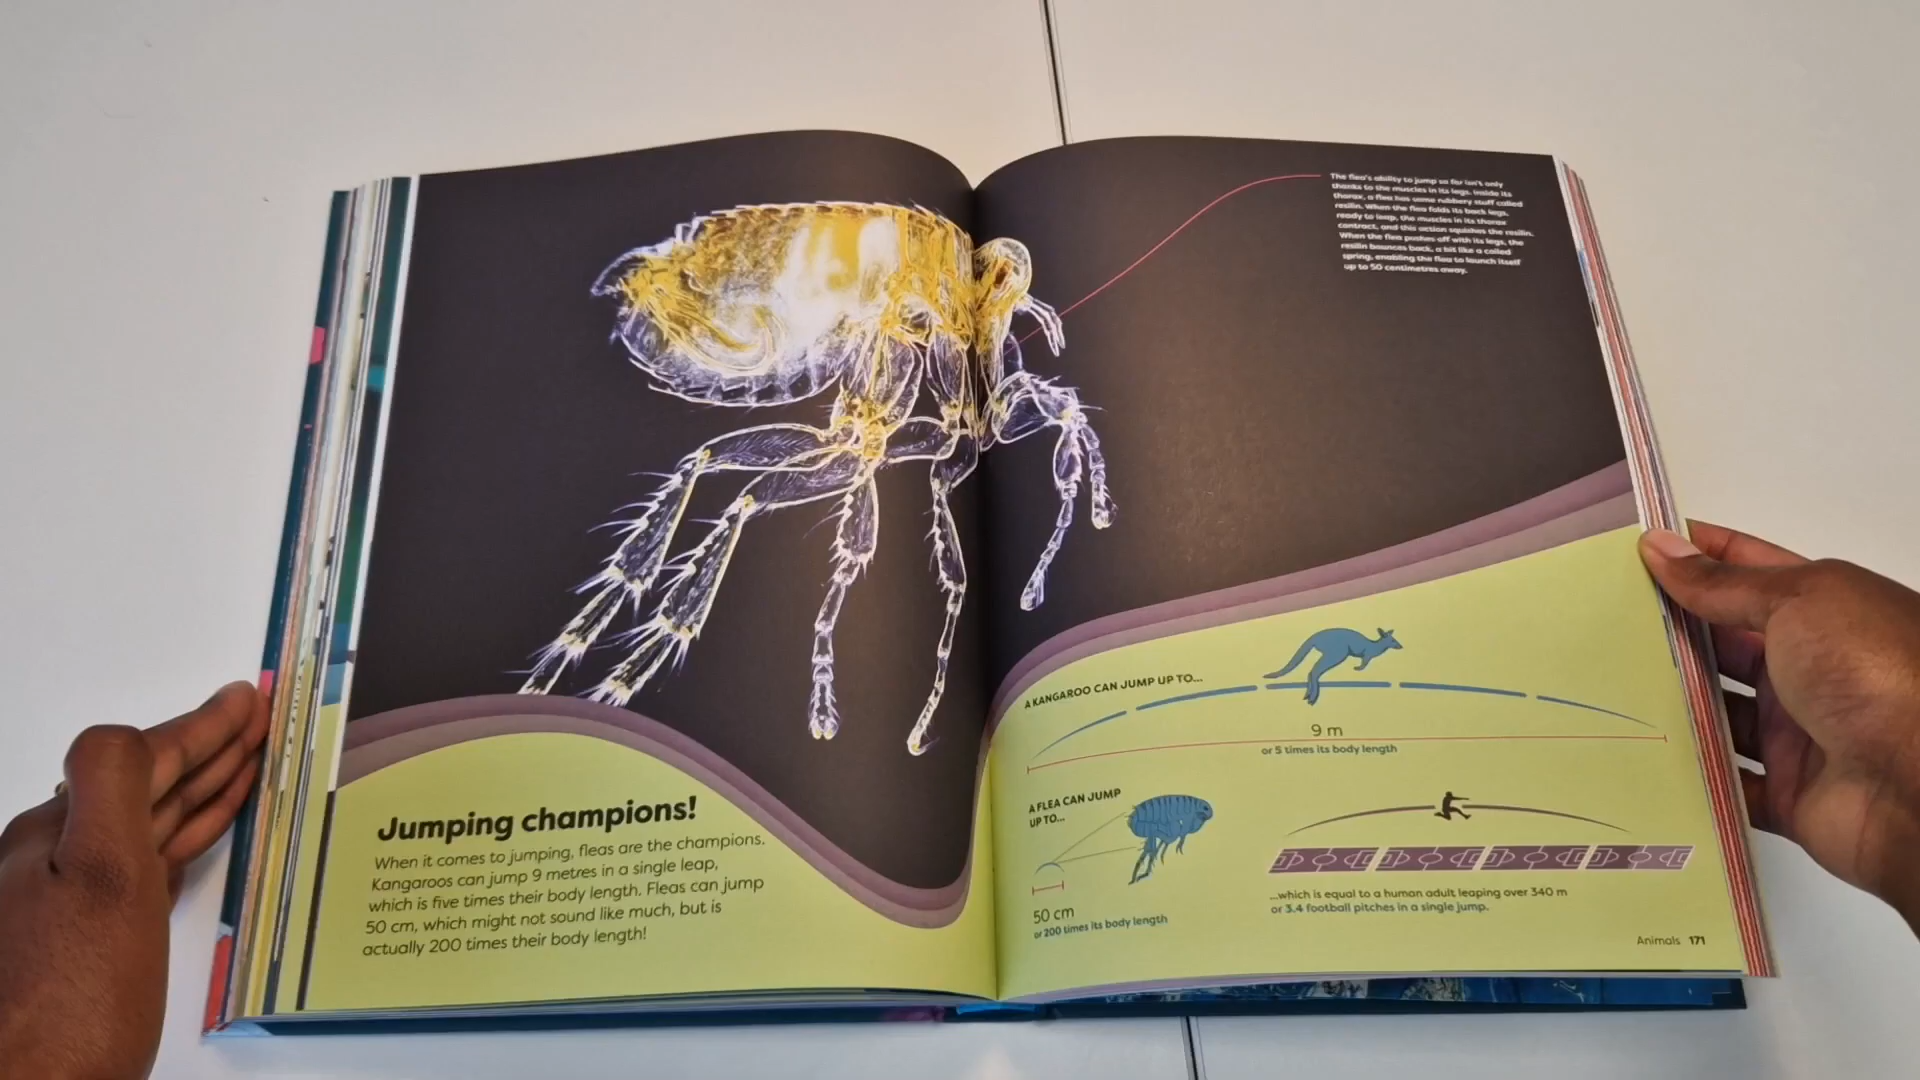 The flea's ability to jump so far isn't only
thanks to the muscles in its legs. Inside its
thorax, a flea has some rubbery stuff called
resilin. When the flea folds its back legs,
ready to leap, the muscles in its thorax
contract, and this action squishes the resilin.
When the flea pushes off with its legs, the
resilin bounces back, a bit like a coiled
spring, enabling the flea to launch itself
up to 50 centimetres away.
Jumping champions!
When it comes to jumping, fleas are the champions.
Kangaroos can jump 9 metres in a single leap,
which is five times their body length. Fleas can jump
50 cm, which might not sound like much, but is
actually 200 times their body length!
A KANGAROO CAN JUMP UP TO...
9 m
or 5 times its body length
A FLEA CAN JUMP
UP TO...
50 cm
or 200 times its body length
...which is equal to a human adult leaping over 340 m
or 3.4 football pitches in a single jump.
Animals 171